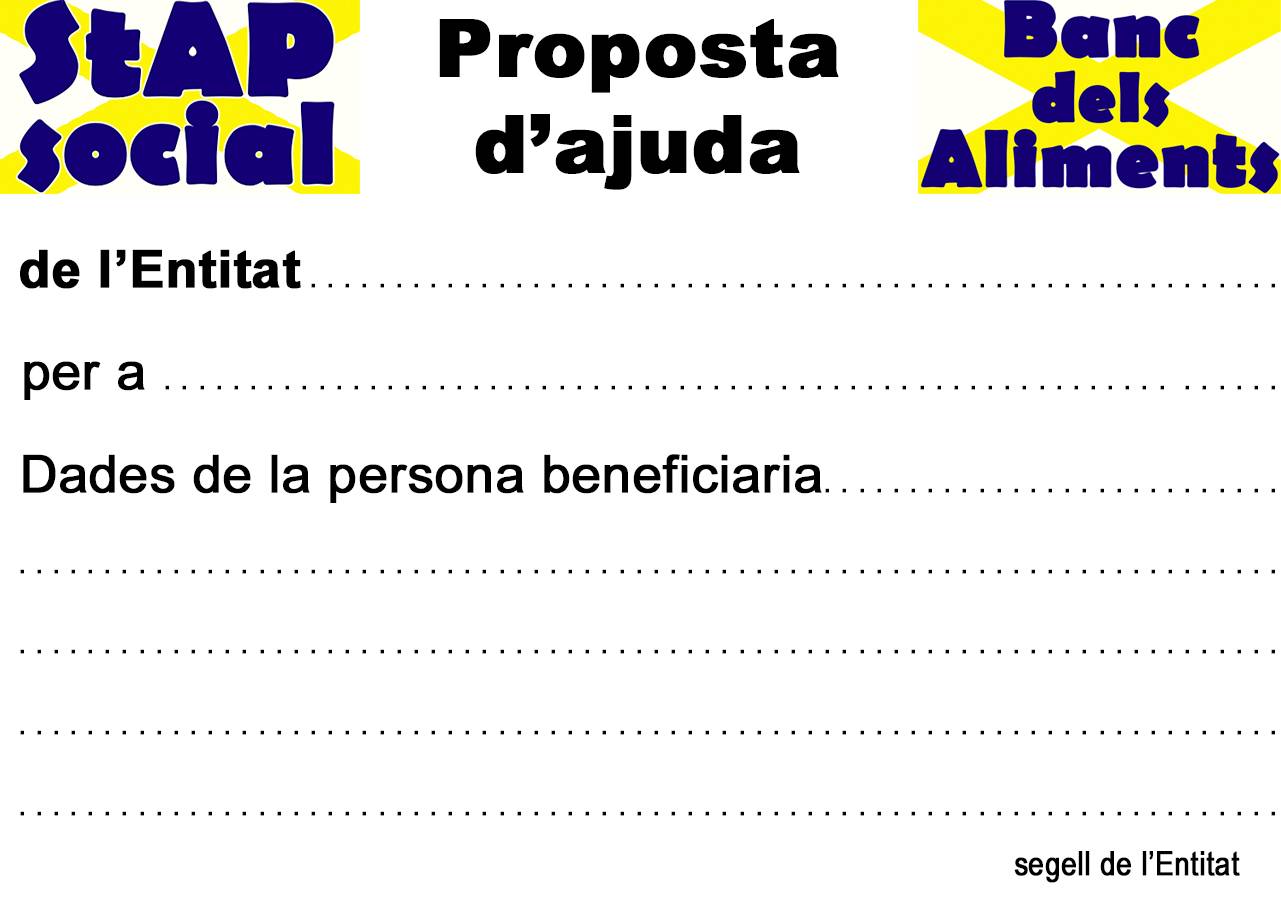 StAP
social
Proposta
d’ajuda
Banc
dels
Aliments
de l’Entitat
per a
Dades de la persona beneficiaria
segell de l’Entitat